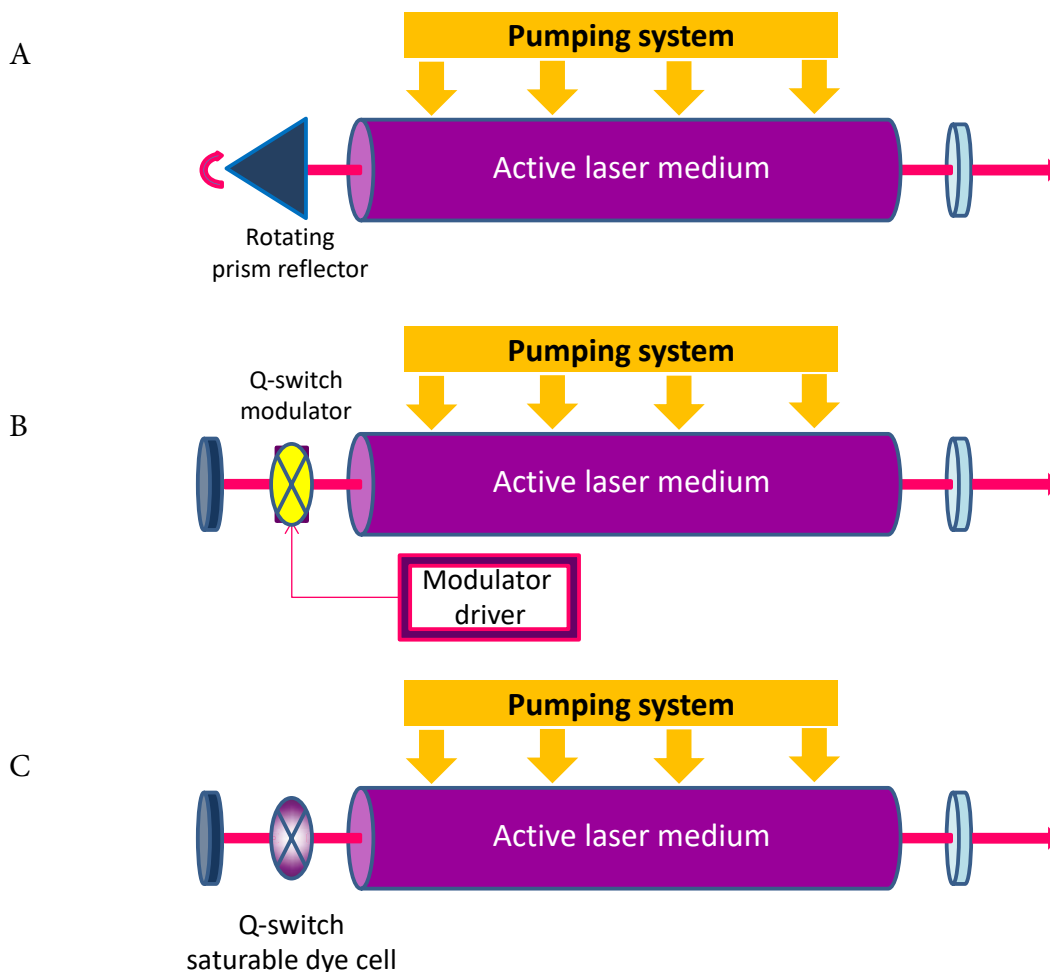 A
Pumping system
Active laser medium
Rotating
prism reflector
B
Pumping system
Q-switch
modulator
Active laser medium
Modulator
driver
C
Pumping system
Active laser medium
Q-switch
saturable dye cell